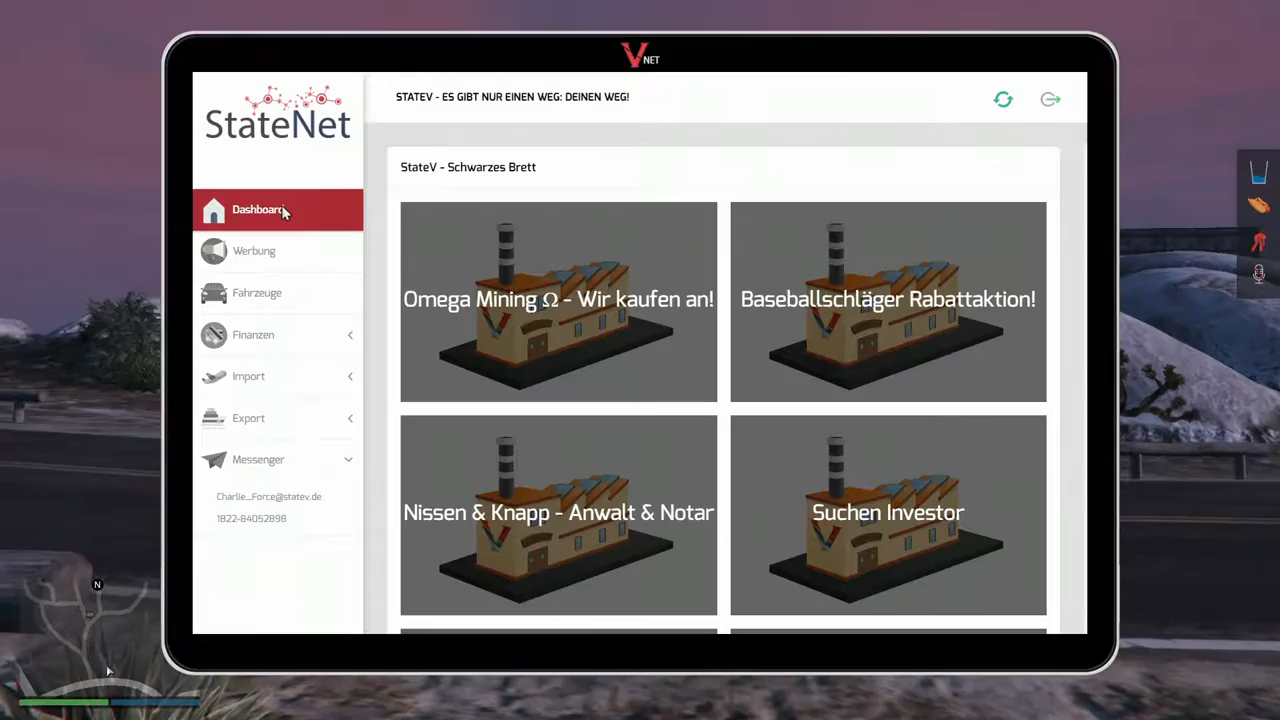 V NET
StateNet
STATEV - ES GIBT NUR EINEN WEG: DEINEN WEG!
Dashboard
Werbung
Fahrzeuge
Finanzen
Import
Export
Messenger
Charlie_Force@statev.de
1822-84052898
StateV - Schwarzes Brett
Omega Mining Ω - Wir kaufen an!
Baseballschläger Rabattaktion!
Nissen & Knapp - Anwalt & Notar
Suchen Investor
N